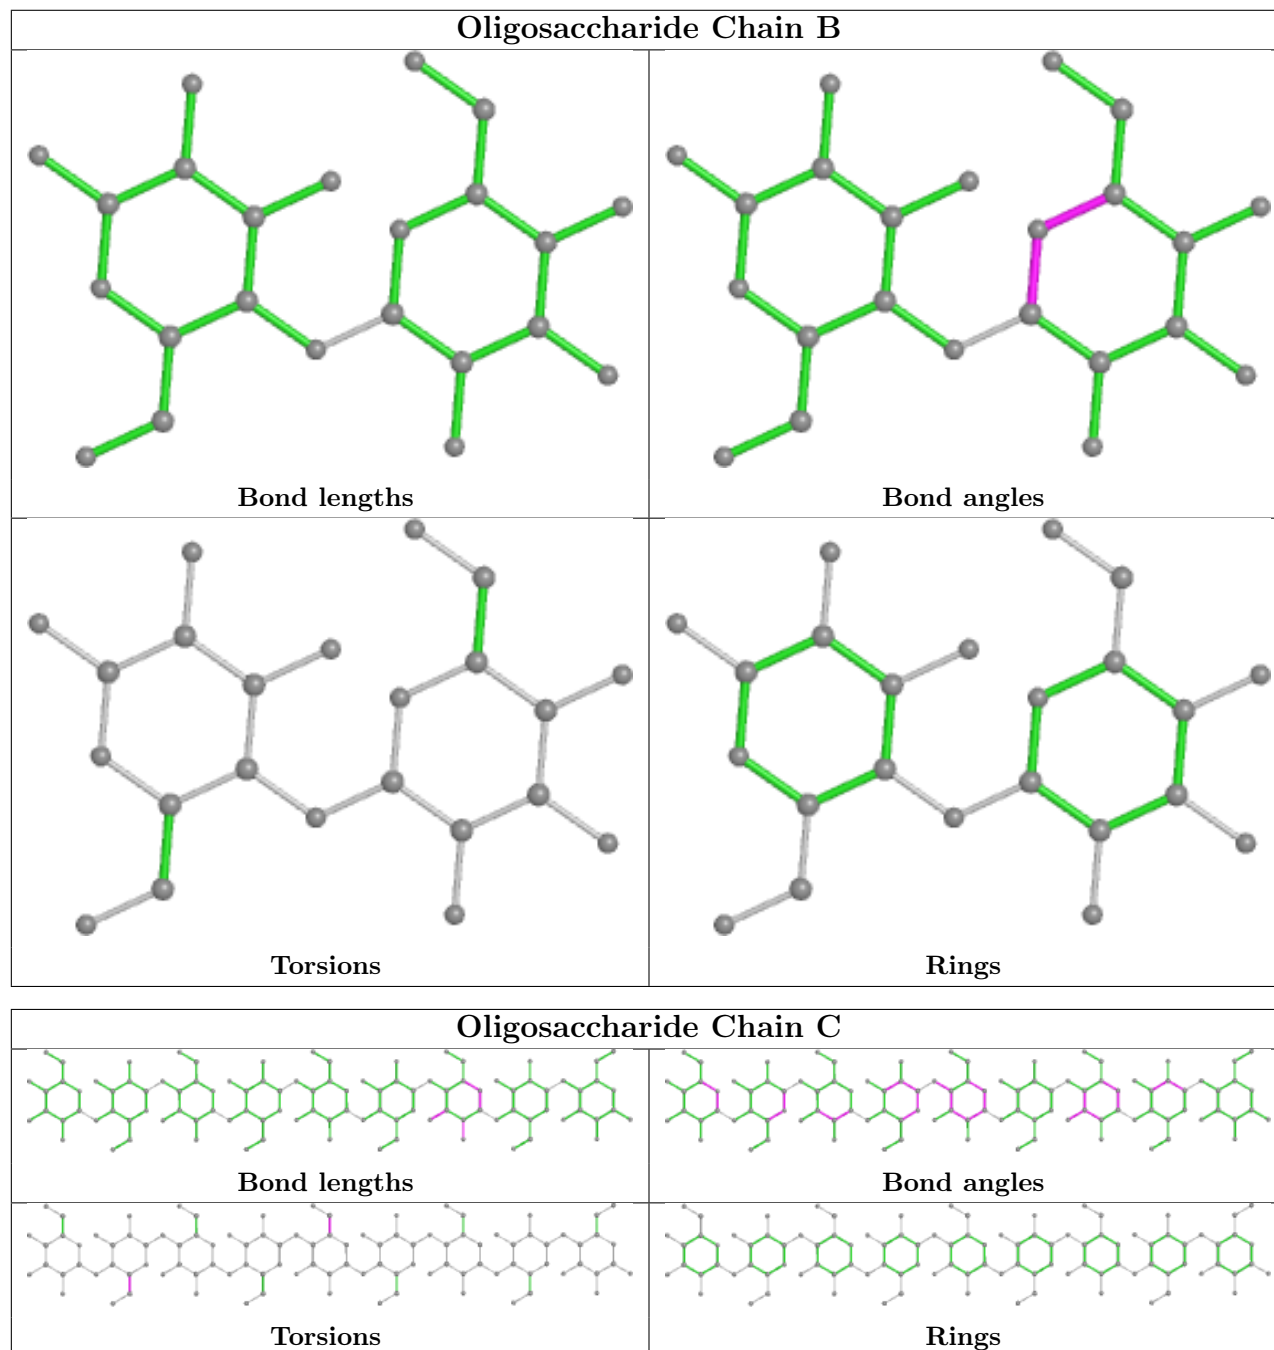 Oligosaccharide Chain B
Bond lengths
Bond angles
Torsions
Rings
Oligosaccharide Chain C
Bond lengths
Bond angles
Torsions
Rings